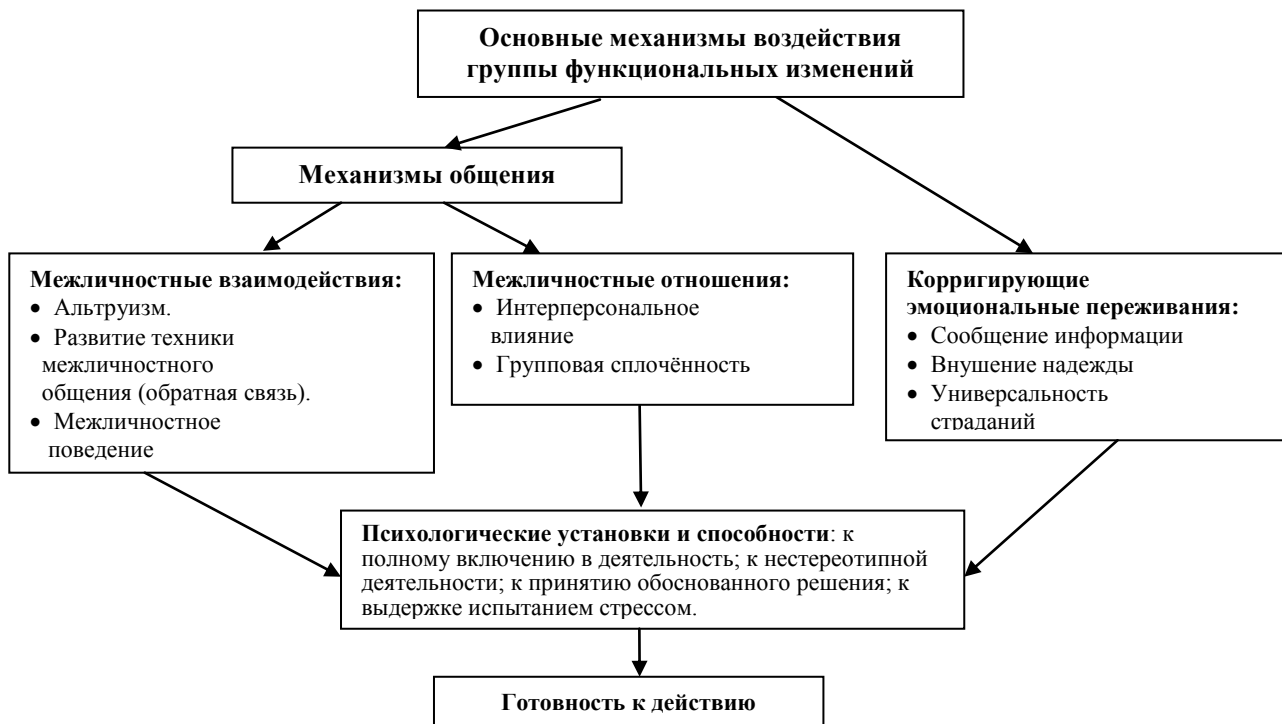 Основные механизмы воздействия
группы функциональных изменений
Механизмы общения
Межличностные взаимодействия:
• Альтруизм.
• Развитие техники
межличностного
общения (обратная связь).
• Межличностное
поведение
Межличностные отношения:
• Интерперсональное
влияние
• Групповая сплочённость
Корригирующие
эмоциональные переживания:
• Сообщение информации
• Внушение надежды
• Универсальность
страданий
Психологические установки и способности: к
полному включению в деятельность; к нестереотипной
деятельности; к принятию обоснованного решения; к
выдержке испытанием стрессом.
Готовность к действию